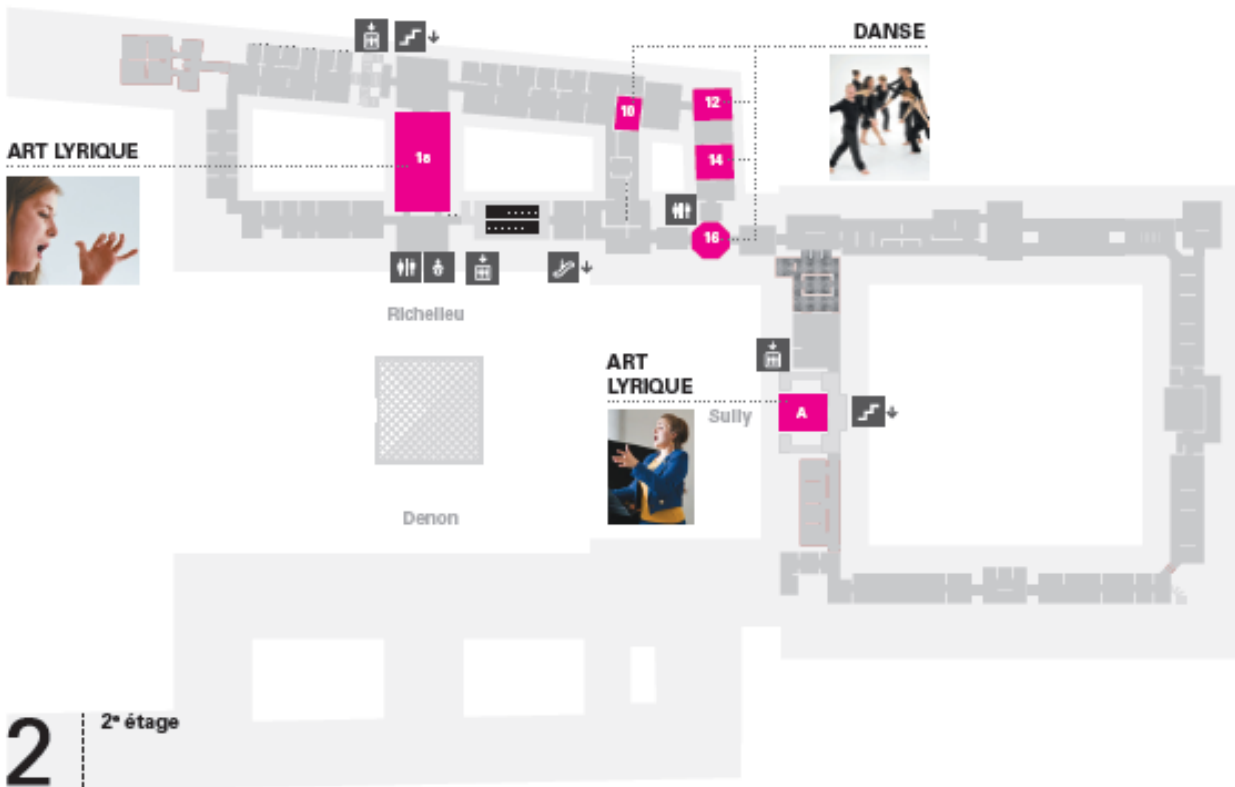 DANSE
10
12
ART LYRIQUE
1a
14
16
Richelieu
ART
LYRIQUE
A
Sully
Denon
2
2e étage